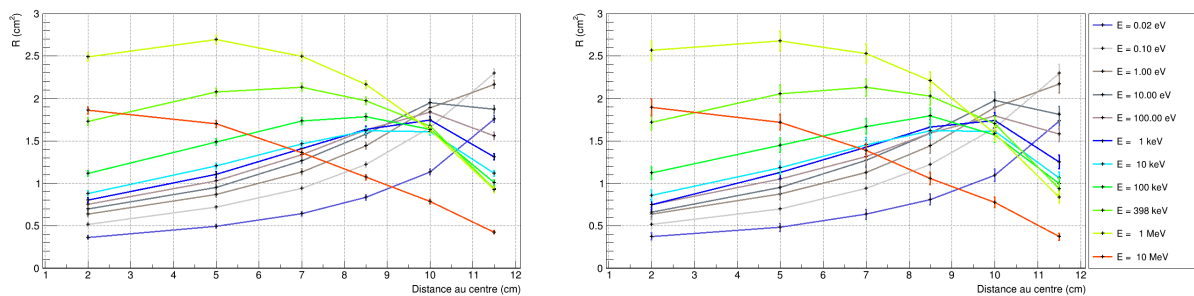 R (cm²)
3
2.5
2
1.5
1
0.5
0
1 2 3 4 5 6 7 8 9 10 11 12
Distance au centre (cm)
R (cm²)
3
2.5
2
1.5
1
0.5
0
1 2 3 4 5 6 7 8 9 10 11 12
Distance au centre (cm)
E = 0.02 eV
E = 0.10 eV
E = 1.00 eV
E = 10.00 eV
E = 100.00 eV
E = 1 keV
E = 10 keV
E = 100 keV
E = 398 keV
E = 1 MeV
E = 10 MeV